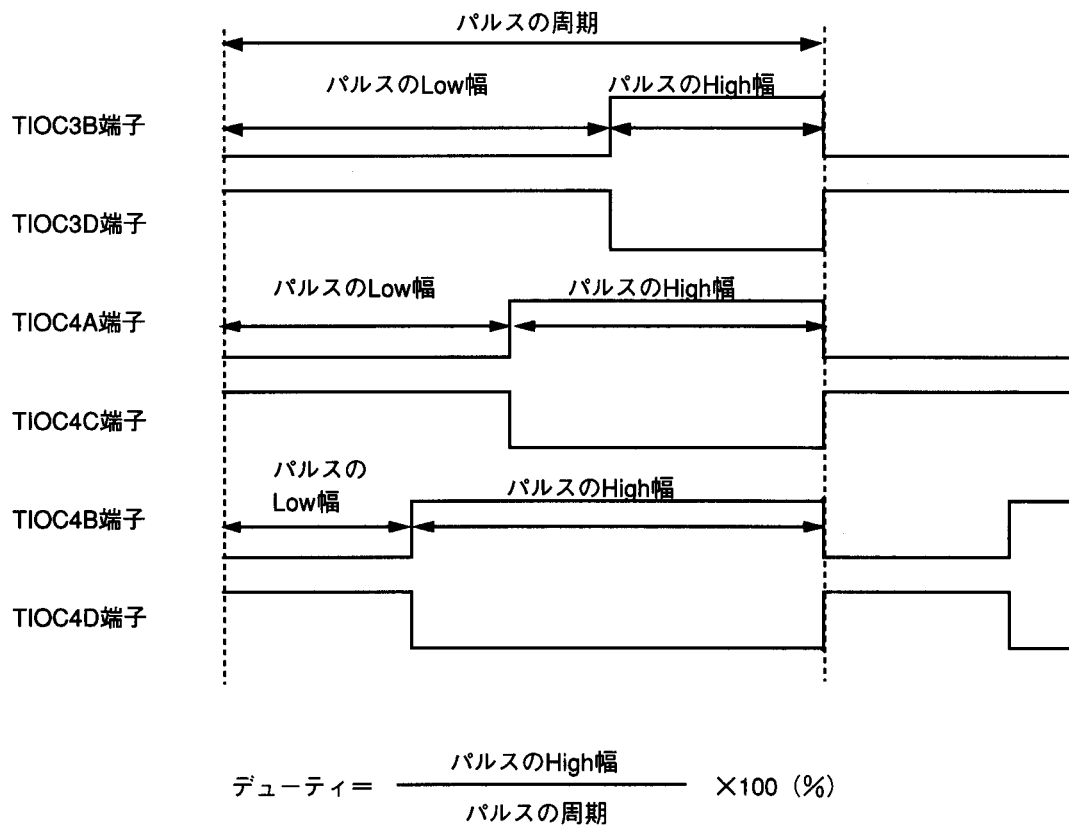 パルスの周期
パルスのLow幅 パルスのHigh幅
TIOC3B端子
TIOC3D端子
パルスのLow幅 パルスのHigh幅
TIOC4A端子
TIOC4C端子
パルスの
Low幅
パルスのHigh幅
TIOC4B端子
TIOC4D端子
デューティ= パルスのHigh幅 ×100 (%)
パルスの周期